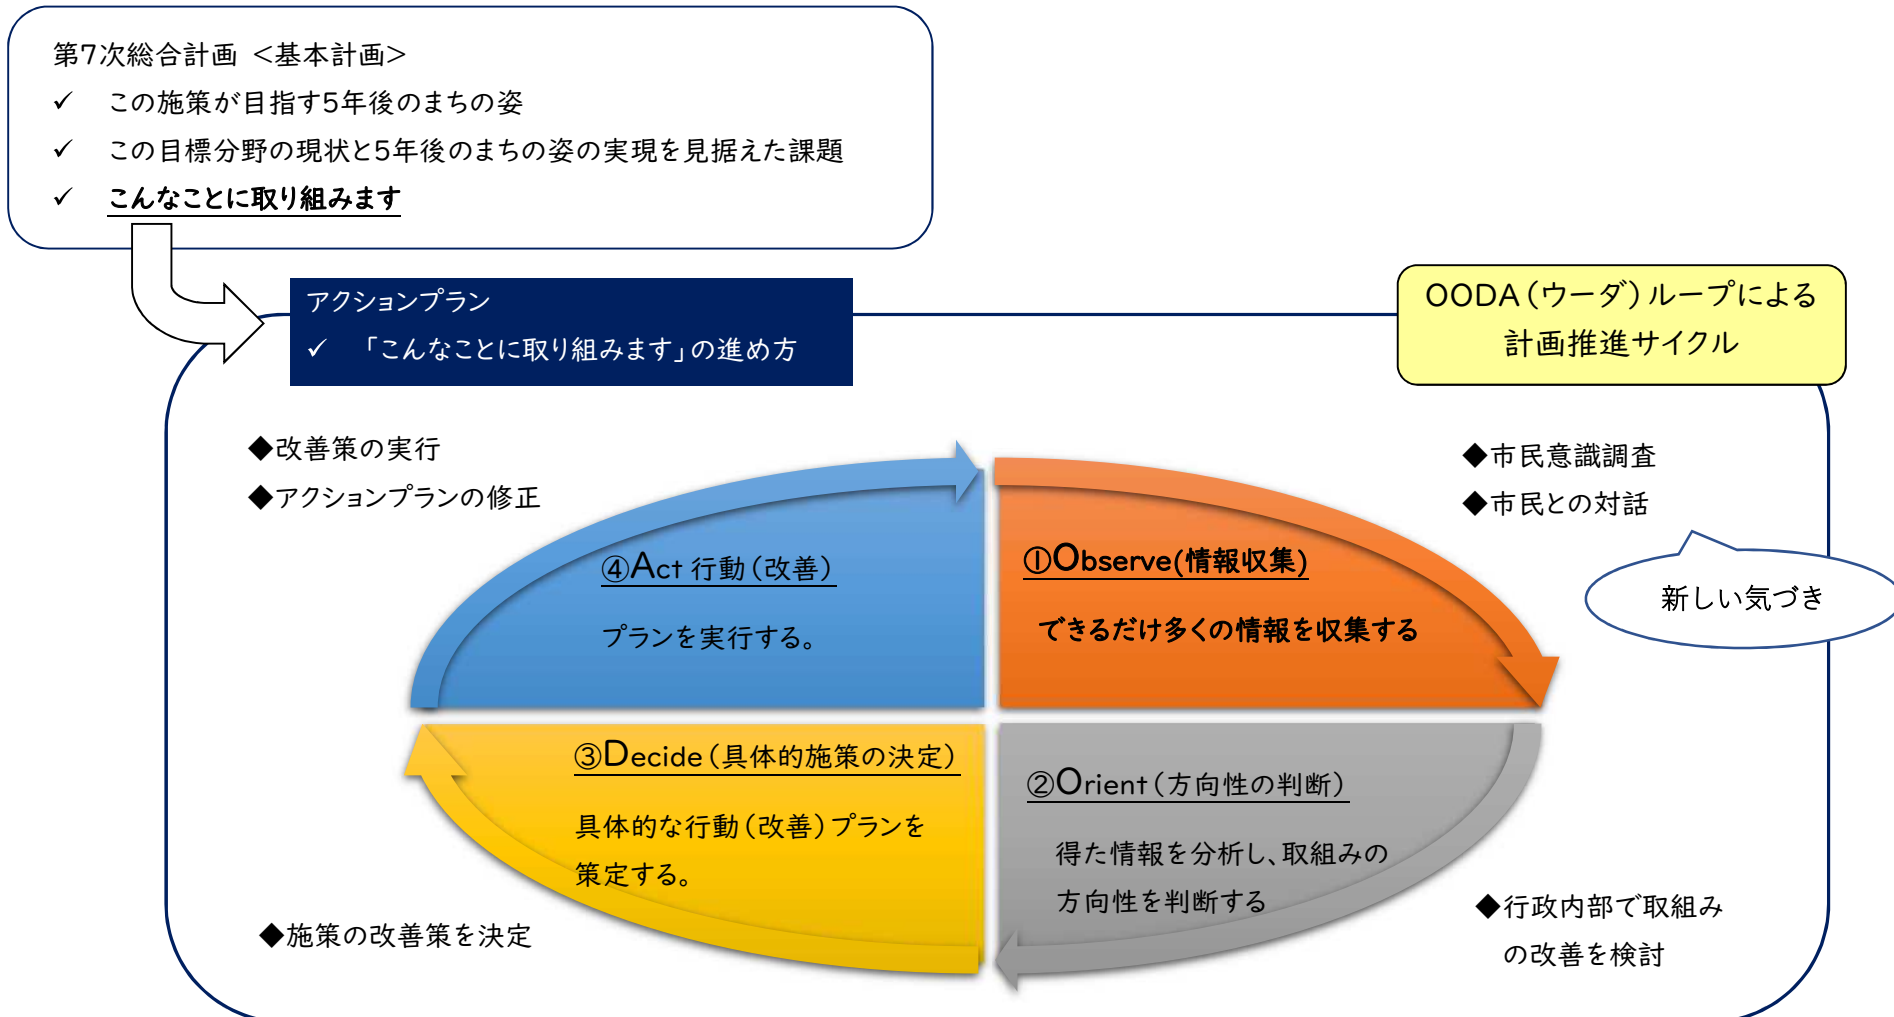 第7次総合計画 <基本計画>
✓ この施策が目指す5年後のまちの姿
✓ この目標分野の現状と5年後のまちの姿の実現を見据えた課題
✓ こんなことに取り組みます
アクションプラン
✓ 「こんなことに取り組みます」の進め方
OODA(ウーダ)ループによる
計画推進サイクル
◆改善策の実行
◆アクションプランの修正
◆市民意識調査
◆市民との対話
新しい気づき
④Act 行動(改善)
プランを実行する。
①Observe(情報収集)
できるだけ多くの情報を収集する
③Decide(具体的施策の決定)
具体的な行動(改善)プランを
策定する。
②Orient(方向性の判断)
得た情報を分析し、取組みの
方向性を判断する
◆施策の改善策を決定
◆行政内部で取組み
の改善を検討